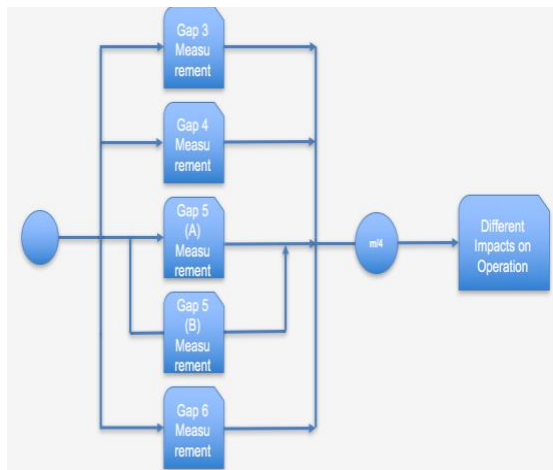 Gap 3
Measu
rement
Gap 4
Measu
rement
Gap 5
(A)
Measu
rement
Gap 5
(B)
Measu
rement
Gap 6
Measu
rement
m/4
Different
Impacts on
Operation